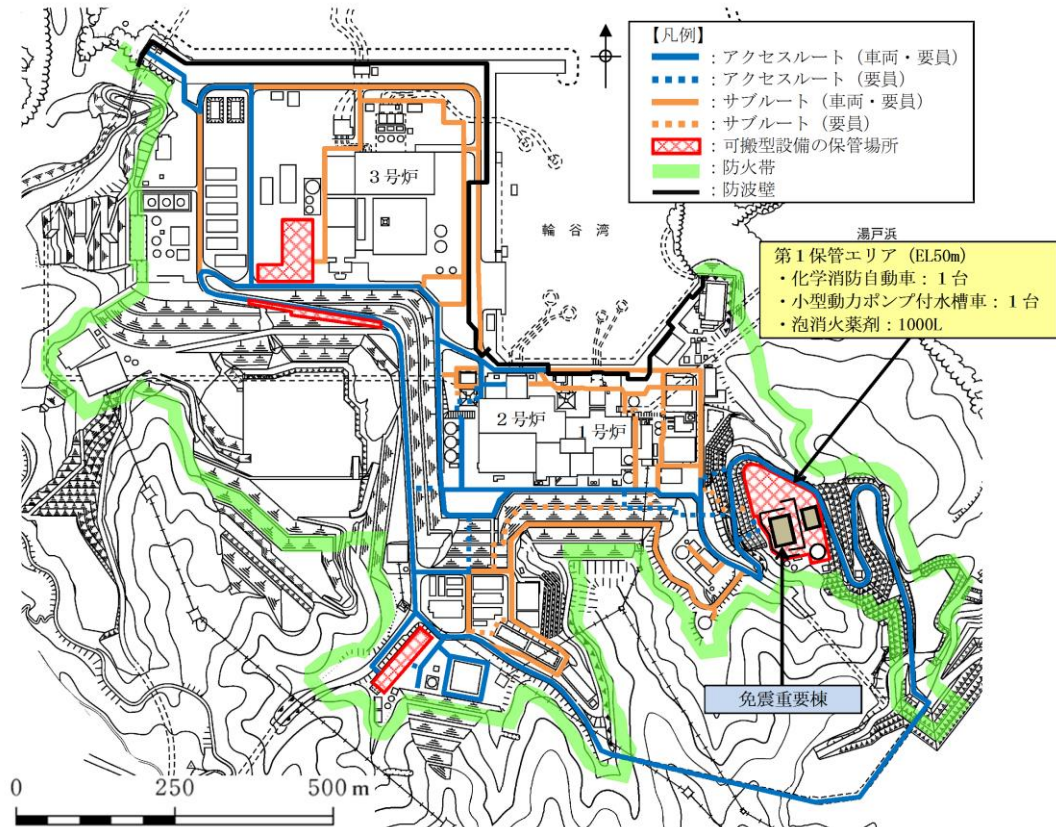 【凡例】
：アクセスルート（車両・要員）
：アクセスルート（要員）
：サブルート（車両・要員）
：サブルート（要員）
：可搬型設備の保管場所
：防火帯
：防波壁
3号炉
輪谷湾
湯戸浜
第1保管エリア（EL50m）
・化学消防自動車：1台
・小型動力ポンプ付水槽車：1台
・泡消火薬剤：1000L
2号炉
1号炉
免震重要棟
0 250 500m